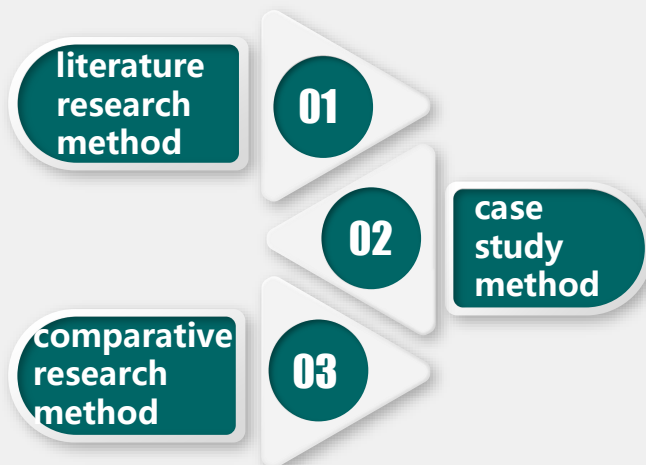 literature
research
method
01
02
case
study
method
comparative
research
method
03